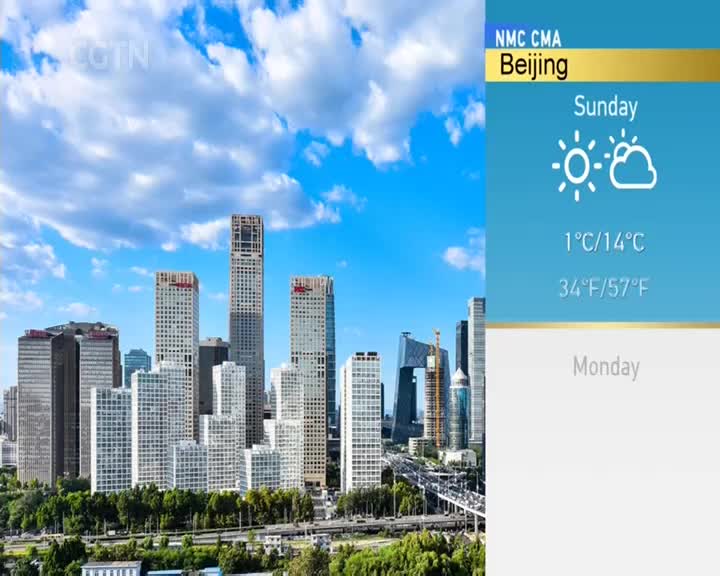 CGTN
NMC CMA
Beijing
Sunday
1°C/14°C
34°F/57°F
Monday